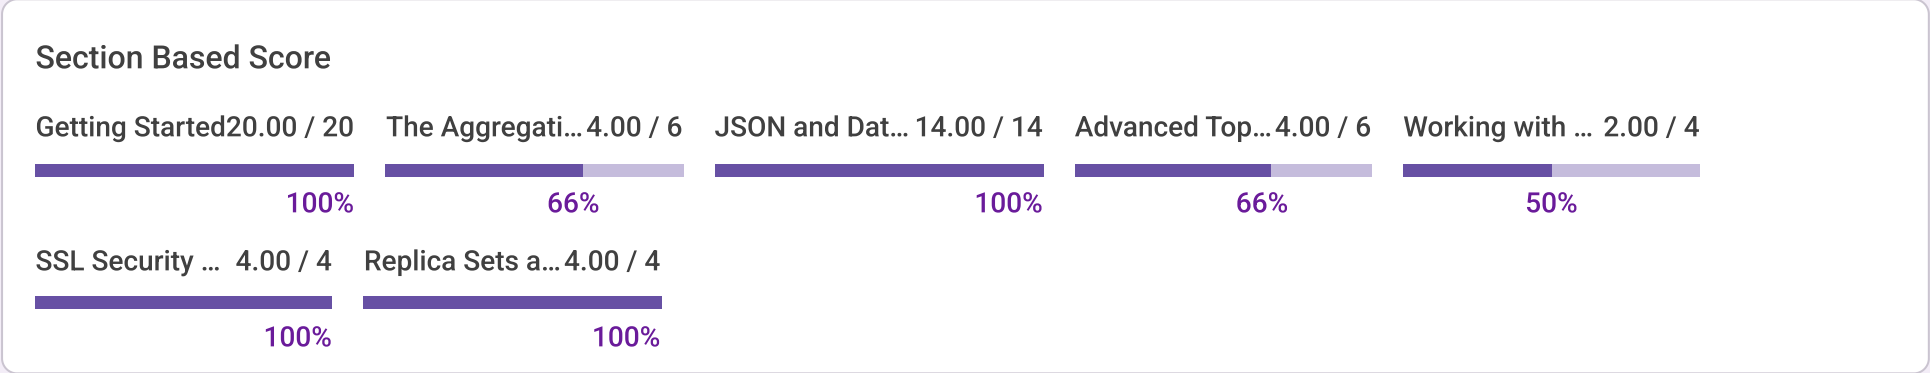 Section Based Score
Getting Started 20.00 / 20
The Aggregati... 4.00 / 6
JSON and Dat... 14.00 / 14
Advanced Top... 4.00 / 6
Working with ... 2.00 / 4
100%
66%
100%
66%
50%
SSL Security ... 4.00 / 4
Replica Sets a... 4.00 / 4
100%
100%